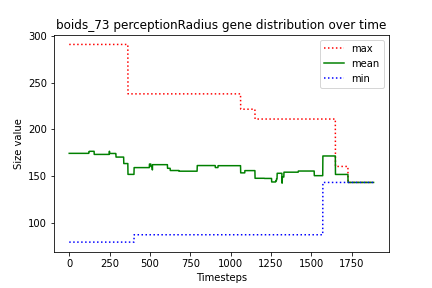 boids_73 perceptionRadius gene distribution over time
300
250
200
150
100
Size value
max
mean
min
0 250 500 750 1000 1250 1500 1750
Timesteps